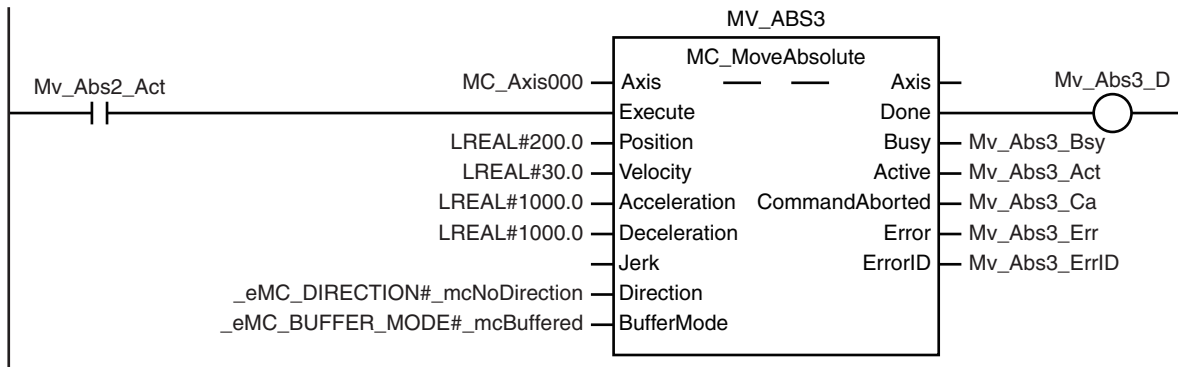 MV_ABS3
MC_MoveAbsolute
Mv_Abs2_Act MC_Axis000 Axis Axis Mv_Abs3_D
Execute Done
LREAL#200.0 Position Busy Mv_Abs3_Bsy
LREAL#30.0 Velocity Active Mv_Abs3_Act
LREAL#1000.0 Acceleration CommandAborted Mv_Abs3_Ca
LREAL#1000.0 Deceleration Error Mv_Abs3_Err
Jerk ErrorID Mv_Abs3_ErrID
_eMC_DIRECTION#_mcNoDirection Direction
_eMC_BUFFER_MODE#_mcBuffered BufferMode